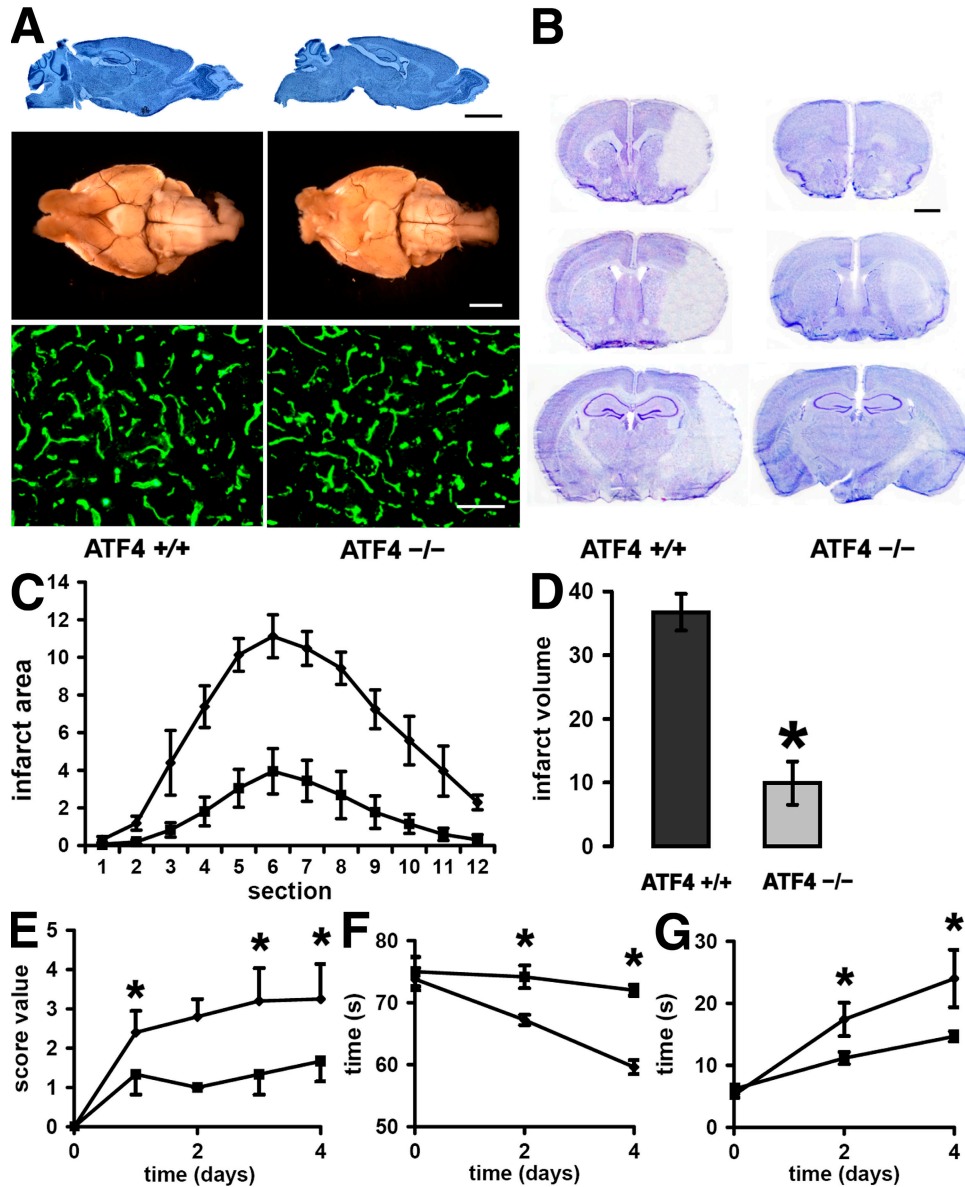 A
B
ATF4 +/+
ATF4 −/−
ATF4 +/+
ATF4 −/−
C
infarct area
14
12
10
8
6
4
2
0
1 2 3 4 5 6 7 8 9 10 11 12
section
D
infarct volume
40
30
20
10
0
*
ATF4 +/+
ATF4 −/−
E
score value
5
4
3
2
1
0
* * *
0 2 4
time (days)
F
time (s)
80
70
60
50
* *
0 2 4
time (days)
G
time (s)
30
20
10
0
* *
0 2 4
time (days)